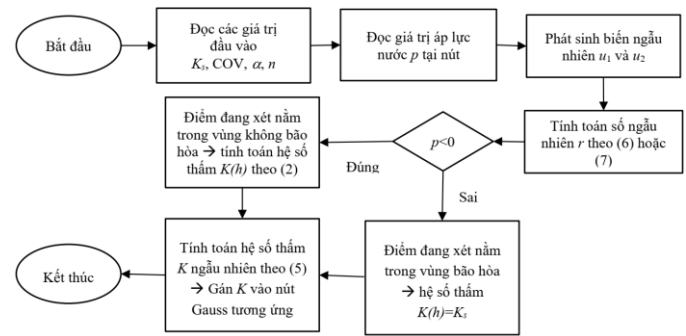 Bắt đầu
Đọc các giá trị
đầu vào
Ks, COV, α, n
Đọc giá trị áp lực
nước p tại nút
Phát sinh biến ngẫu
nhiên u1 và u2
Tính toán số ngẫu
nhiên r theo (6) hoặc
(7)
p<0
Đúng
Sai
Điểm đang xét nằm
trong vùng không bão
hòa → tính toán hệ số
thấm K(h) theo (2)
Điểm đang xét nằm
trong vùng bão hòa
→ hệ số thấm
K(h)=Ks
Tính toán hệ số thấm
K ngẫu nhiên theo (5)
→ Gán K vào nút
Gauss tương ứng
Kết thúc